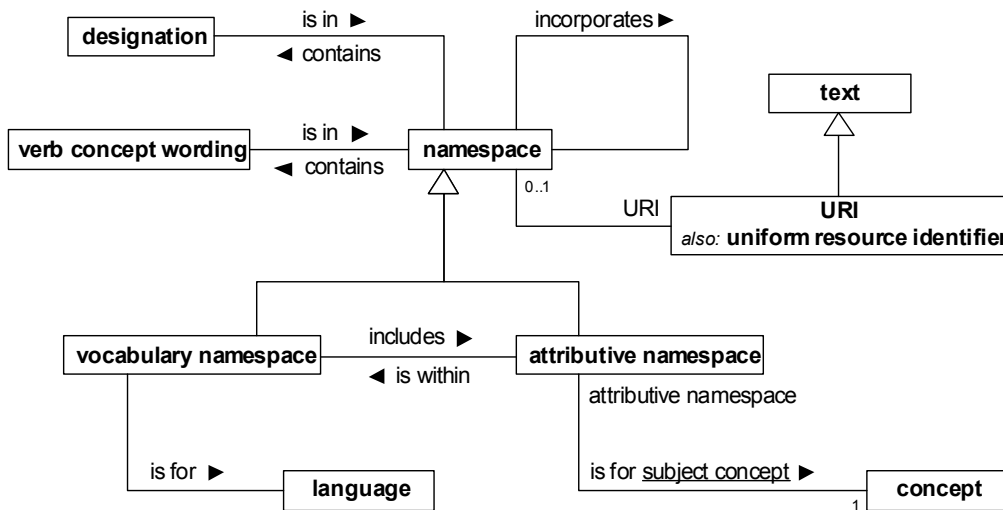 is in ►
incorporates ►
designation
◄ contains
text
is in ►
verb concept wording
namespace
◄ contains
0..1
URI
URI
also: uniform resource identifier
includes ►
vocabulary namespace
attributive namespace
◄ is within
attributive namespace
is for ►
is for subject concept ►
language
concept
1